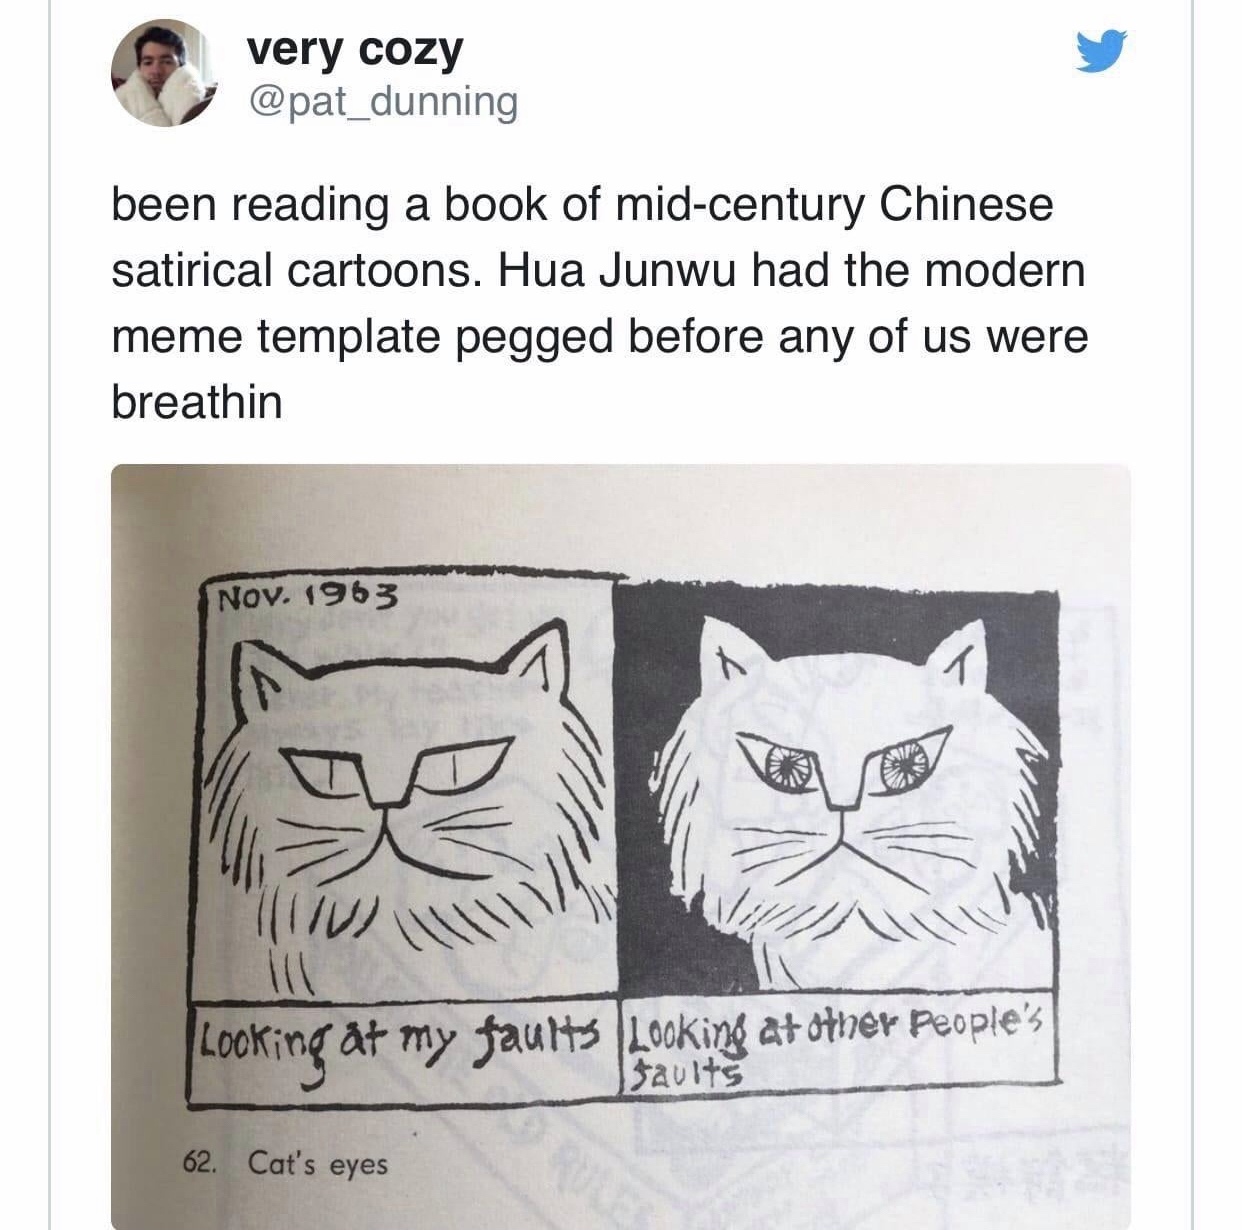 very cozy
@pat_dunning
been reading a book of mid-century Chinese
satirical cartoons. Hua Junwu had the modern
meme template pegged before any of us were
breathin
Nov. 1963
Looking at my faults
Looking at other People's
faults
62. Cat's eyes